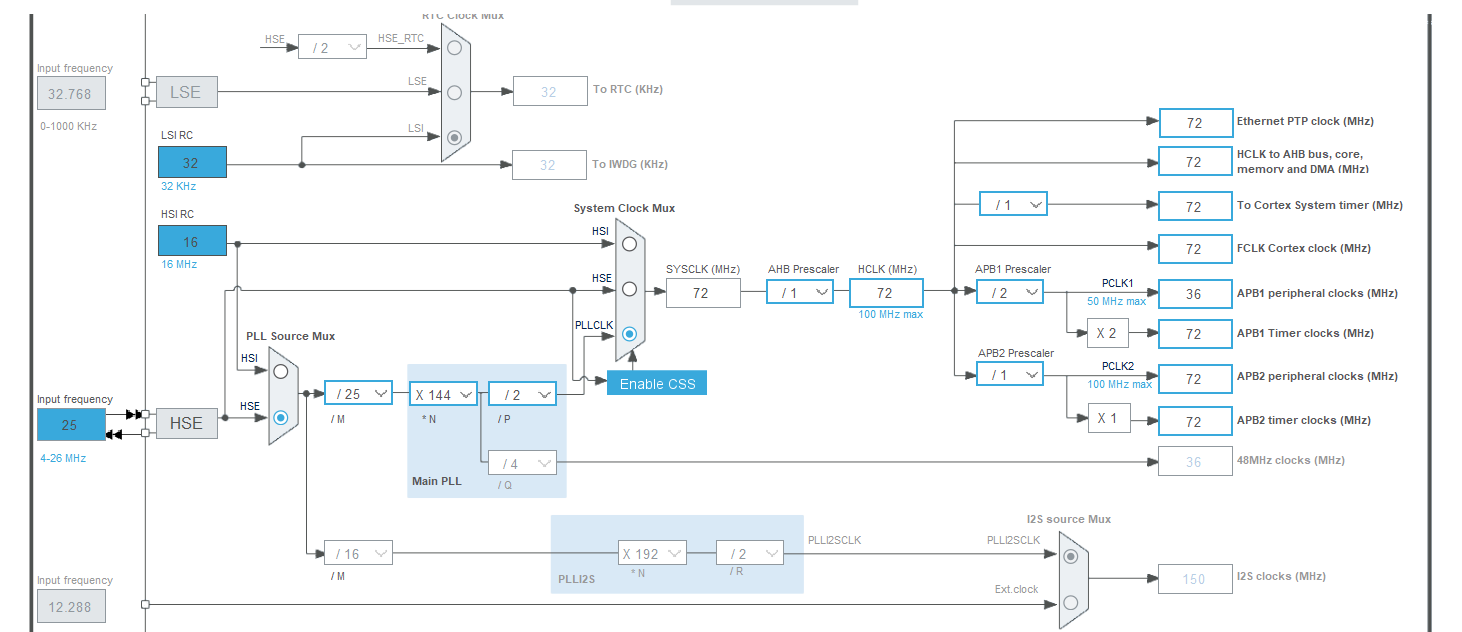 RTC Clock Mux
HSE
/ 2
HSE_RTC
Input frequency
32.768
0-1000 KHz
LSE
LSE
32
To RTC (KHz)
LSI RC
32
32 KHz
LSI
32
To IWDG (KHz)
HSI RC
16
16 MHz
System Clock Mux
HSI
HSE
PLLCLK
SYSCLK (MHz)
72
AHB Prescaler
/ 1
HCLK (MHz)
72
100 MHz max
72
Ethernet PTP clock (MHz)
72
HCLK to AHB bus, core,
memory and DMA (MHz)
/ 1
72
To Cortex System timer (MHz)
72
FCLK Cortex clock (MHz)
APB1 Prescaler
/ 2
PCLK1
50 MHz max
36
APB1 peripheral clocks (MHz)
X 2
72
APB1 Timer clocks (MHz)
APB2 Prescaler
/ 1
PCLK2
100 MHz max
72
APB2 peripheral clocks (MHz)
X 1
72
APB2 timer clocks (MHz)
36
48MHz clocks (MHz)
PLL Source Mux
HSI
HSE
Input frequency
25
4-26 MHz
HSE
/ 25
/ M
X 144
* N
/ 2
/ P
Enable CSS
/ 4
/ Q
Main PLL
/ 16
/ M
X 192
* N
/ 2
/ R
PLLI2S
PLLI2SCLK
I2S source Mux
PLLI2SCLK
Ext.clock
150
I2S clocks (MHz)
Input frequency
12.288